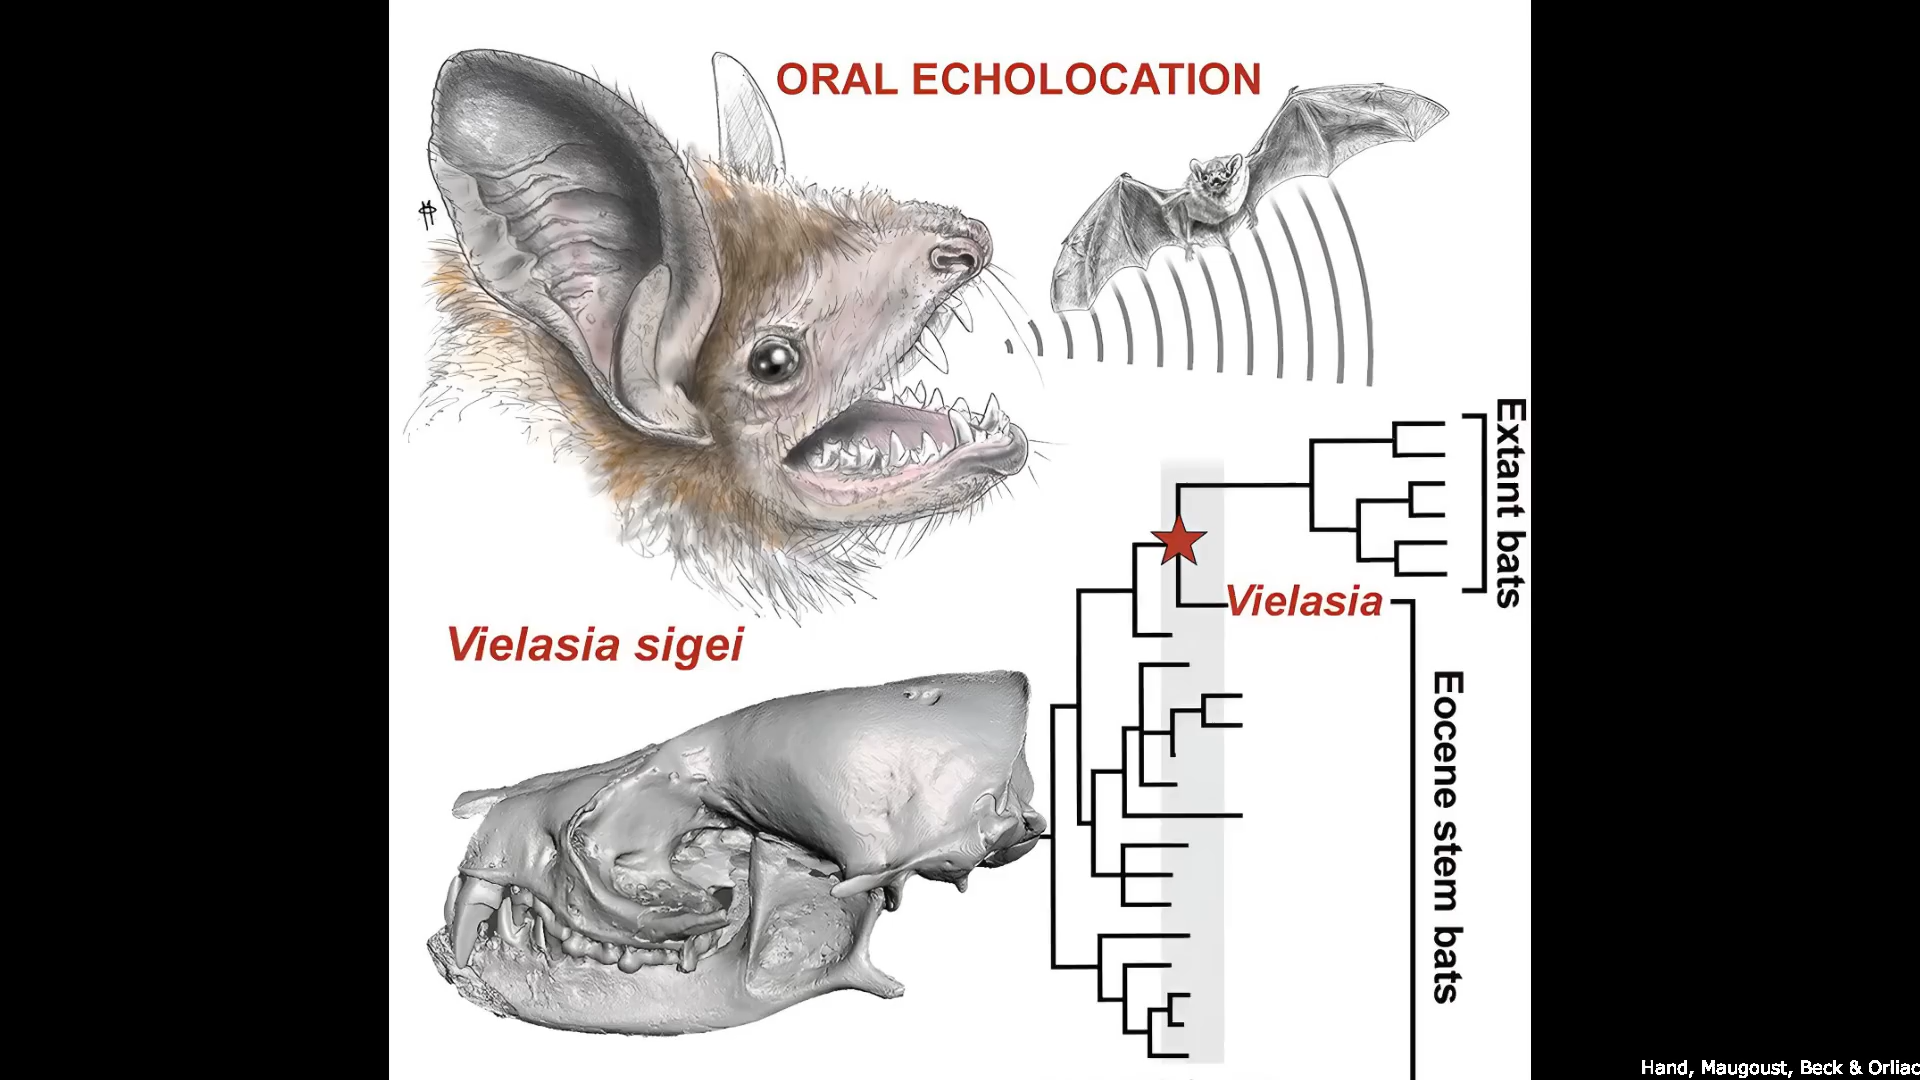 ORAL ECHOLOCATION
Extant bats
Vielasia
Vielasia sigei
Eocene stem bats
Hand, Maugoust, Beck & Orliac